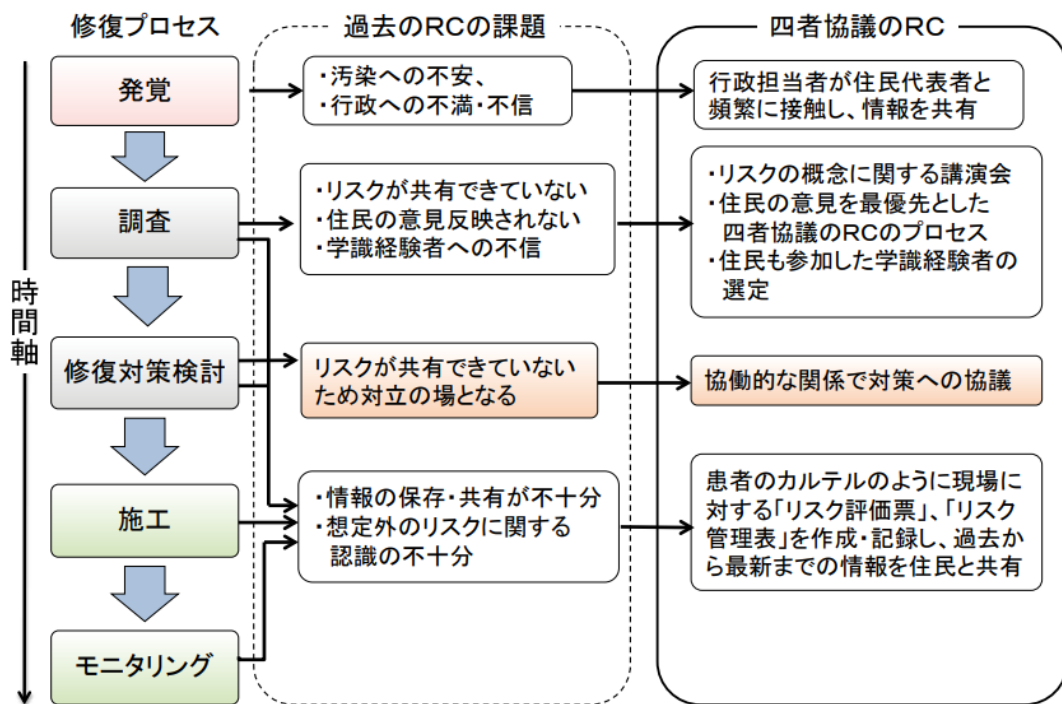 修復プロセス
過去のRCの課題
四者協議のRC
時間軸
発覚
・汚染への不安、
・行政への不満・不信
行政担当者が住民代表者と
頻繁に接触し、情報を共有
調査
・リスクが共有できていない
・住民の意見反映されない
・学識経験者への不信
・リスクの概念に関する講演会
・住民の意見を最優先とした
四者協議のRCのプロセス
・住民も参加した学識経験者の
選定
修復対策検討
リスクが共有できていない
ため対立の場となる
協働的な関係で対策への協議
施工
・情報の保存・共有が不十分
・想定外のリスクに関する
認識の不十分
患者のカルテルのように現場に
対する「リスク評価票」、「リスク
管理表」を作成・記録し、過去か
ら最新までの情報を住民と共有
モニタリング